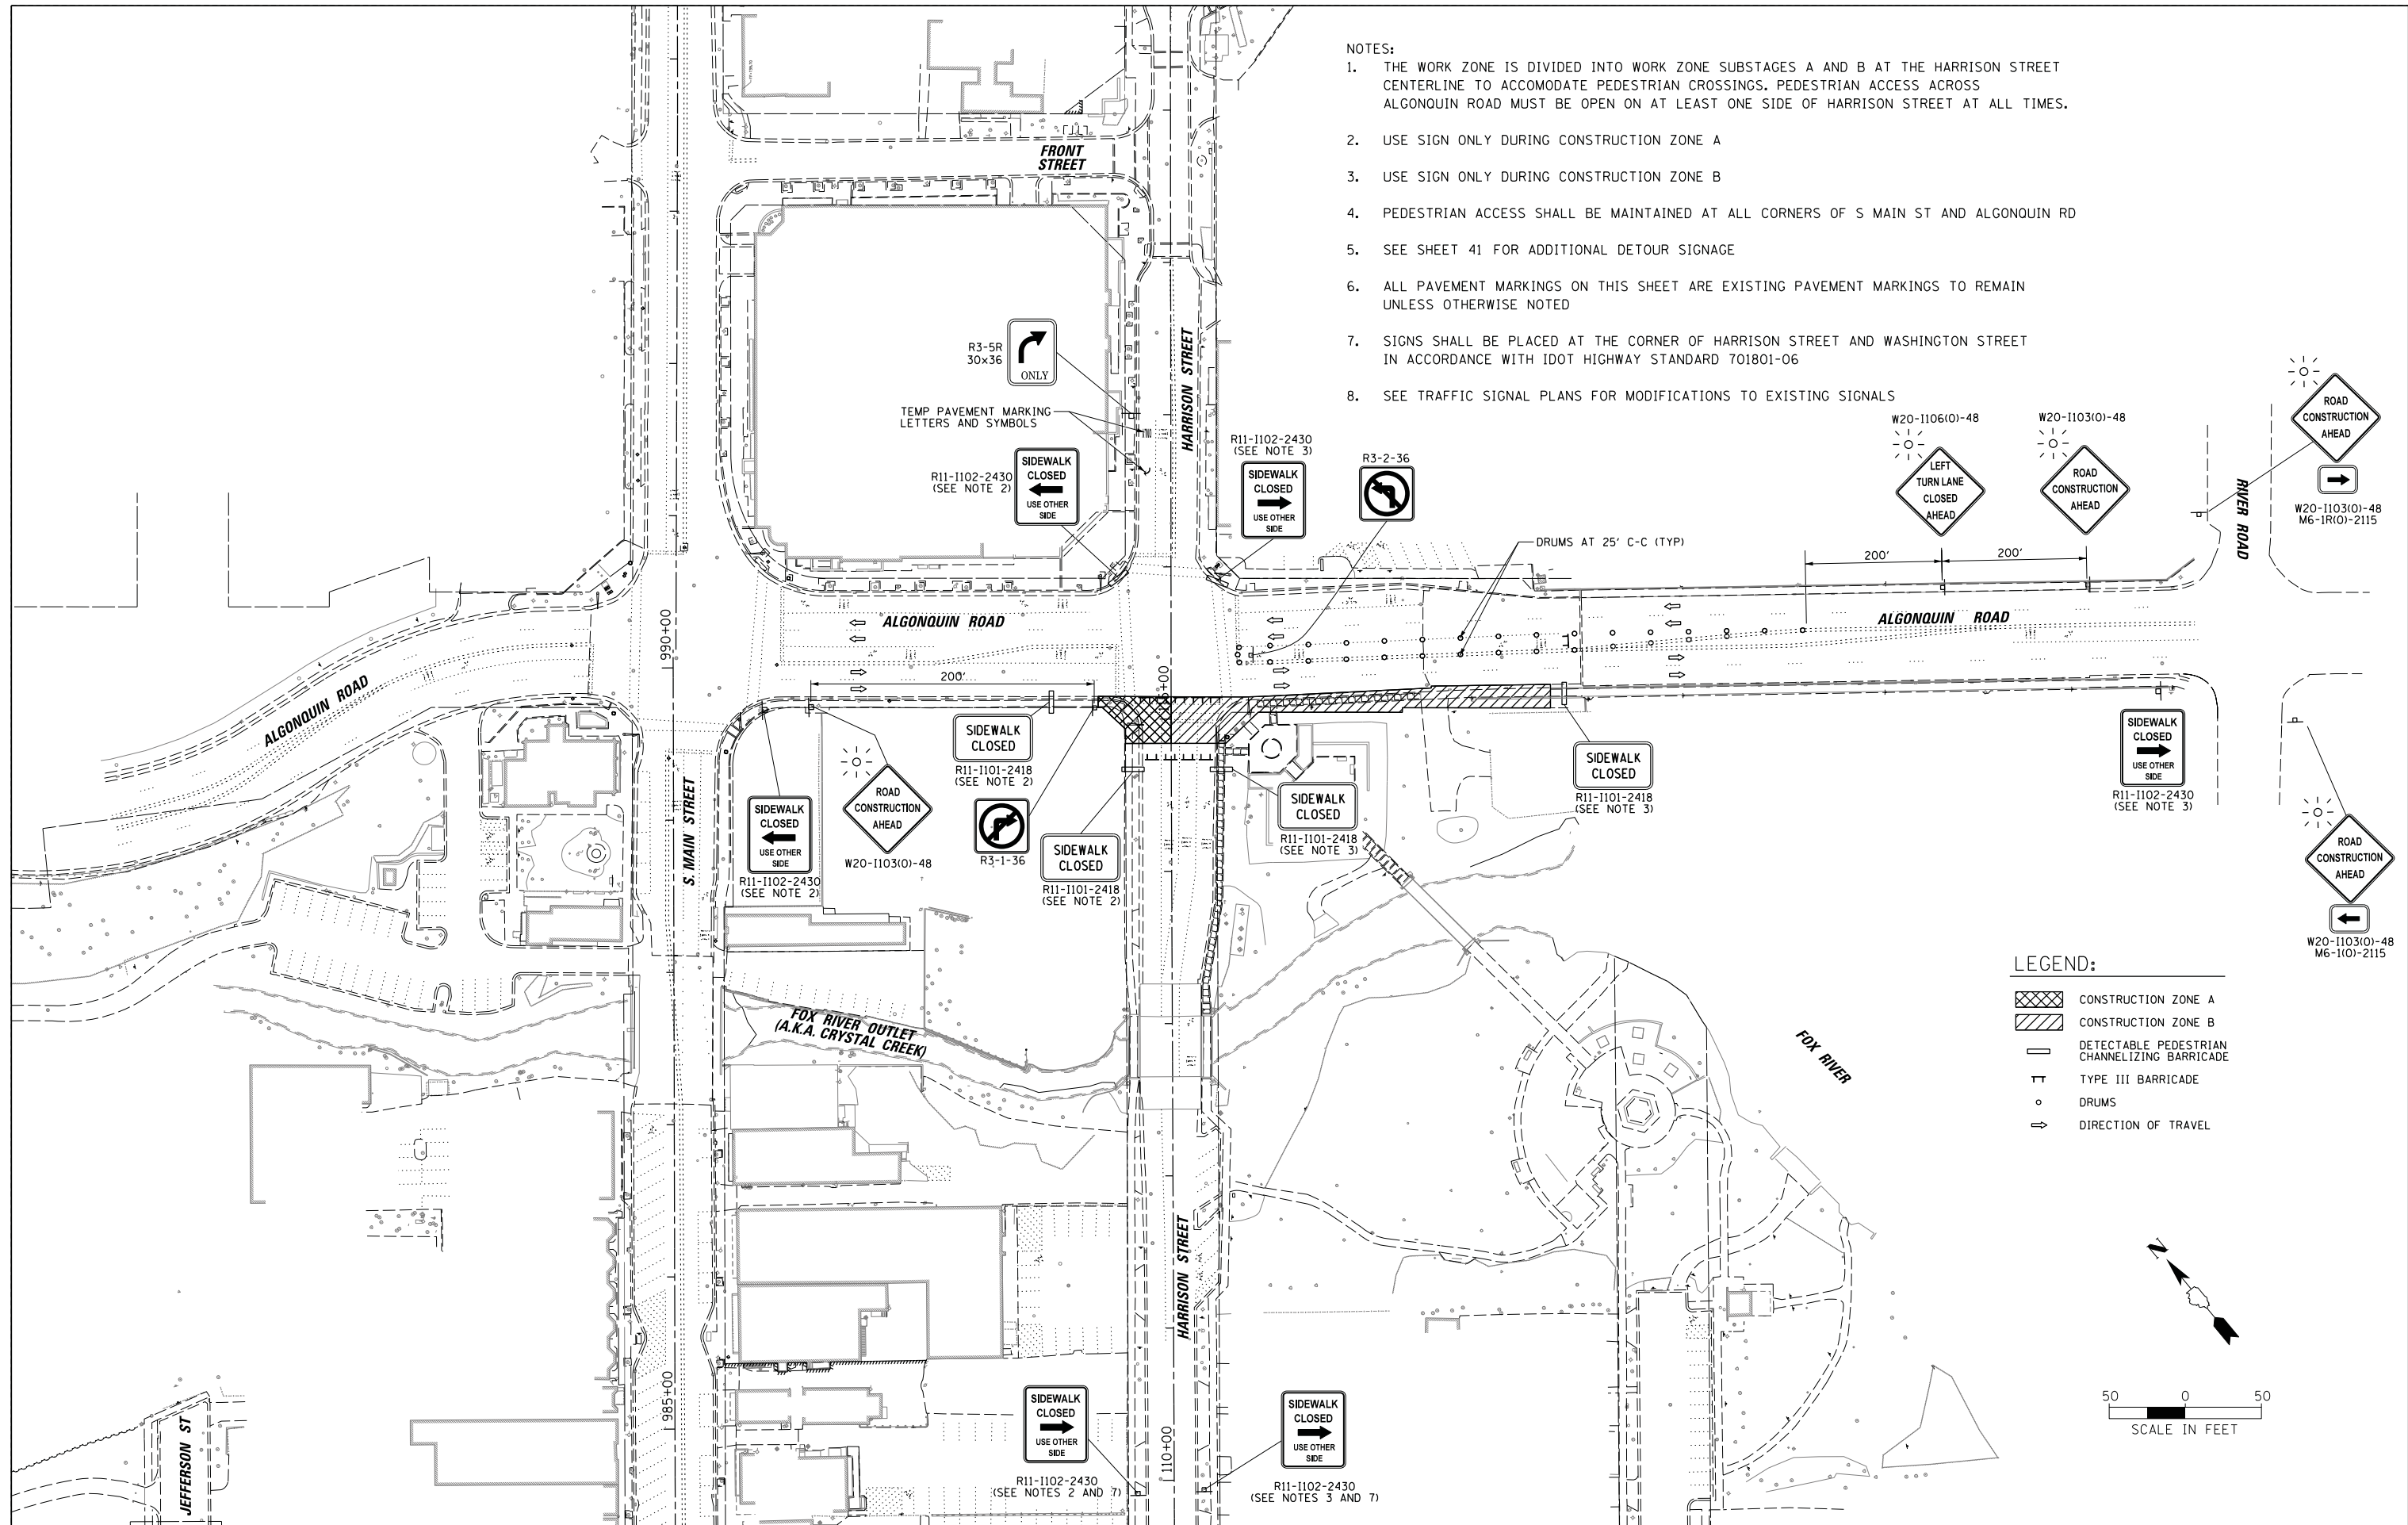 NOTES:
1. THE WORK ZONE IS DIVIDED INTO WORK ZONE SUBSTAGES A AND B AT THE HARRISON STREET
CENTERLINE TO ACCOMODATE PEDESTRIAN CROSSINGS. PEDESTRIAN ACCESS ACROSS
ALGONQUIN ROAD MUST BE OPEN ON AT LEAST ONE SIDE OF HARRISON STREET AT ALL TIMES.
2. USE SIGN ONLY DURING CONSTRUCTION ZONE A
3. USE SIGN ONLY DURING CONSTRUCTION ZONE B
4. PEDESTRIAN ACCESS SHALL BE MAINTAINED AT ALL CORNERS OF S MAIN ST AND ALGONQUIN RD
5. SEE SHEET 41 FOR ADDITIONAL DETOUR SIGNAGE
6. ALL PAVEMENT MARKINGS ON THIS SHEET ARE EXISTING PAVEMENT MARKINGS TO REMAIN
UNLESS OTHERWISE NOTED
7. SIGNS SHALL BE PLACED AT THE CORNER OF HARRISON STREET AND WASHINGTON STREET
IN ACCORDANCE WITH IDOT HIGHWAY STANDARD 701801-06
8. SEE TRAFFIC SIGNAL PLANS FOR MODIFICATIONS TO EXISTING SIGNALS
FRONT
STREET
HARRISON STREET
R3-5R
30x36
ONLY
TEMP PAVEMENT MARKING
LETTERS AND SYMBOLS
R11-I102-2430
(SEE NOTE 2)
SIDEWALK
CLOSED
USE OTHER
SIDE
R11-I102-2430
(SEE NOTE 3)
SIDEWALK
CLOSED
USE OTHER
SIDE
R3-2-36
DRUMS AT 25' C-C (TYP)
W20-I106(O)-48
LEFT
TURN LANE
CLOSED
AHEAD
W20-I103(O)-48
ROAD
CONSTRUCTION
AHEAD
ROAD
CONSTRUCTION
AHEAD
W20-I103(O)-48
M6-1R(O)-2115
RIVER ROAD
200'
200'
990+00
ALGONQUIN ROAD
ALGONQUIN ROAD
ALGONQUIN ROAD
200'
5+00
S. MAIN STREET
SIDEWALK
CLOSED
USE OTHER
SIDE
R11-I102-2430
(SEE NOTE 2)
ROAD
CONSTRUCTION
AHEAD
W20-I103(O)-48
SIDEWALK
CLOSED
R11-I101-2418
(SEE NOTE 2)
R3-1-36
SIDEWALK
CLOSED
R11-I101-2418
(SEE NOTE 2)
SIDEWALK
CLOSED
R11-I101-2418
(SEE NOTE 3)
SIDEWALK
CLOSED
R11-I101-2418
(SEE NOTE 3)
SIDEWALK
CLOSED
USE OTHER
SIDE
R11-I102-2430
(SEE NOTE 3)
ROAD
CONSTRUCTION
AHEAD
W20-I103(O)-48
M6-1(O)-2115
FOX RIVER OUTLET
(A.K.A. CRYSTAL CREEK)
FOX RIVER
LEGEND:
CONSTRUCTION ZONE A
CONSTRUCTION ZONE B
DETECTABLE PEDESTRIAN
CHANNELIZING BARRICADE
TYPE III BARRICADE
DRUMS
DIRECTION OF TRAVEL
HARRISON STREET
N
985+00
JEFFERSON ST
SIDEWALK
CLOSED
USE OTHER
SIDE
R11-I102-2430
(SEE NOTES 2 AND 7)
110+00
SIDEWALK
CLOSED
USE OTHER
SIDE
R11-I102-2430
(SEE NOTES 3 AND 7)
50 0 50
SCALE IN FEET